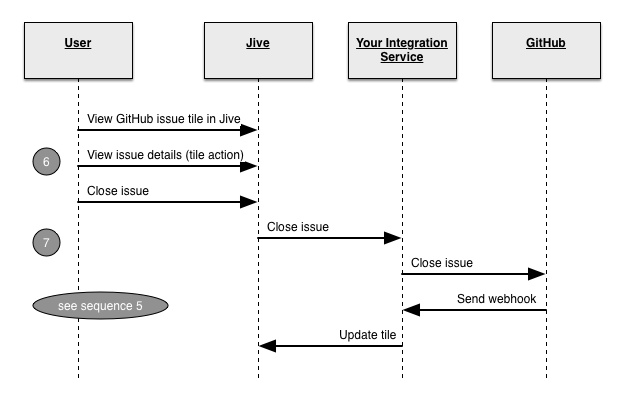 User
Jive
Your Integration
Service
GitHub
View GitHub issue tile in Jive
6
View issue details (tile action)
Close issue
7
Close issue
Close issue
see sequence 5
Send webhook
Update tile